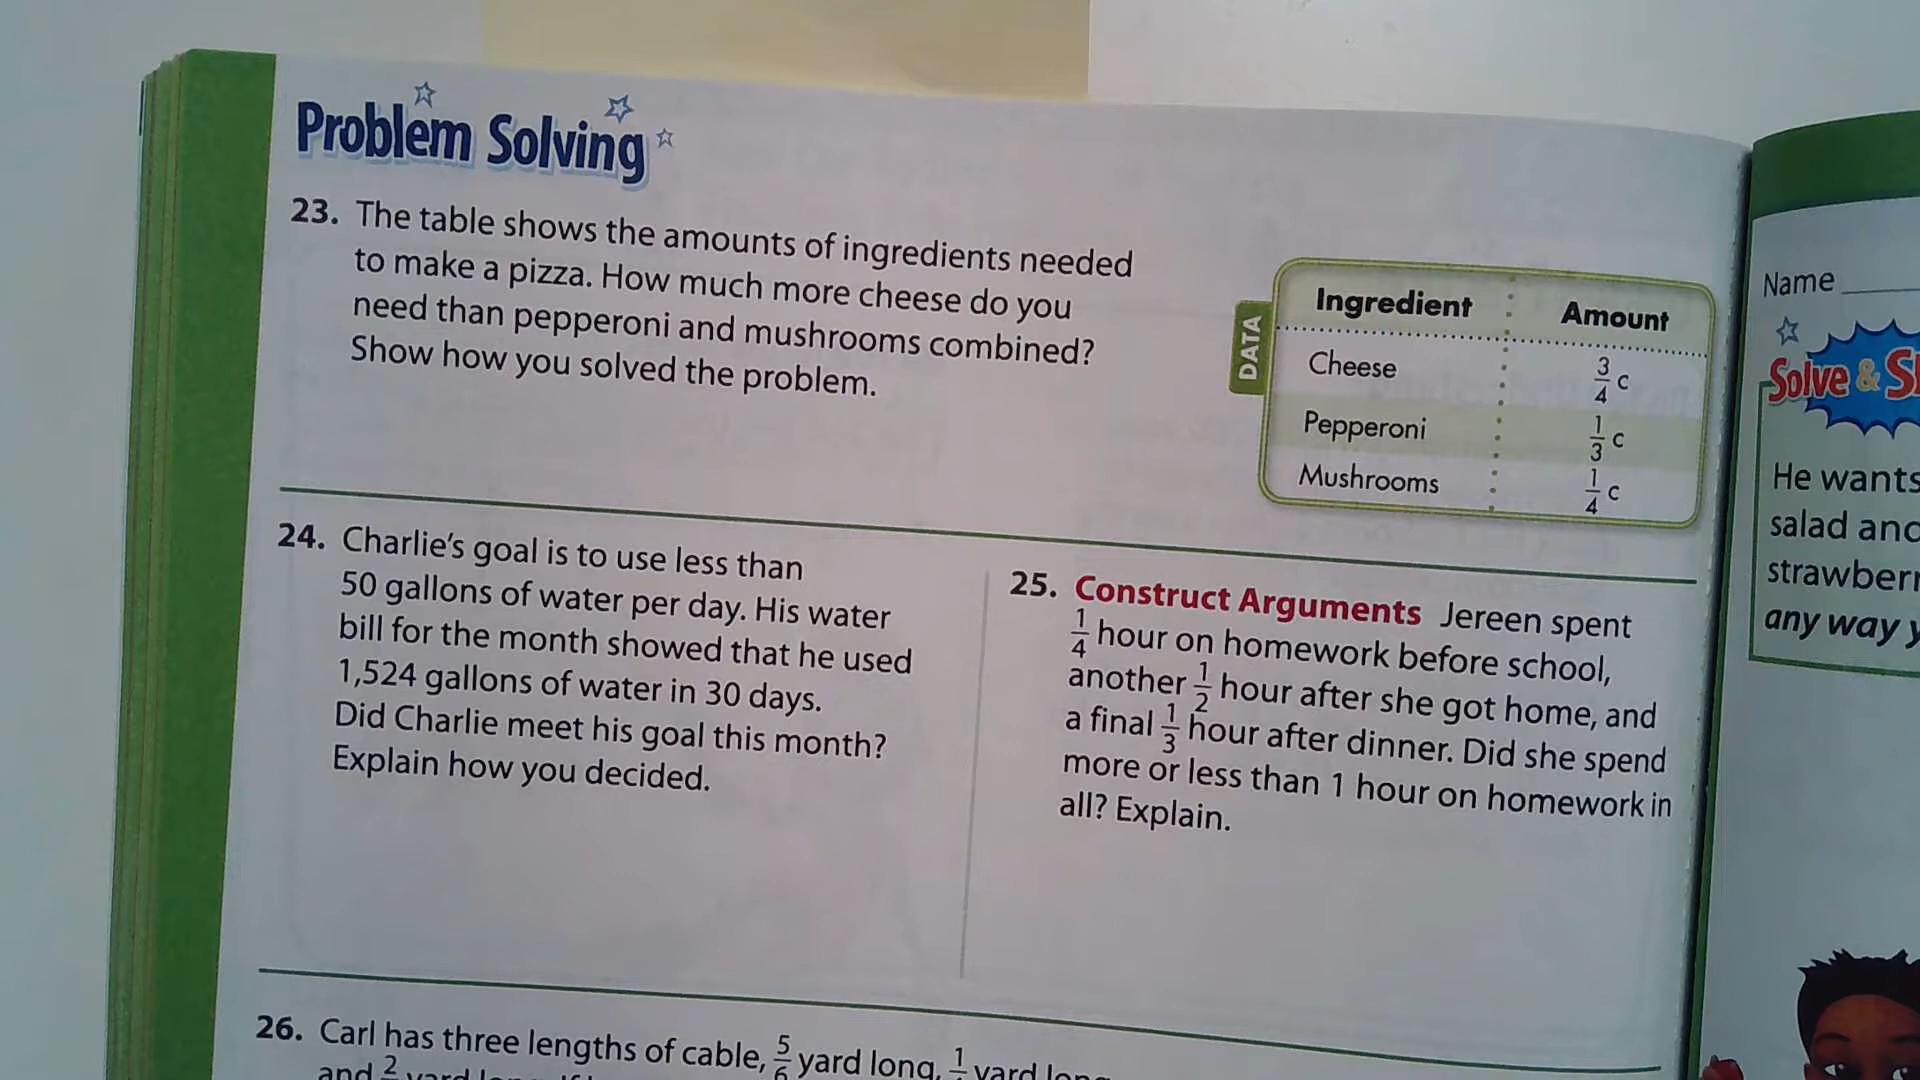 Problem Solving
23. The table shows the amounts of ingredients needed
to make a pizza. How much more cheese do you
need than pepperoni and mushrooms combined?
Show how you solved the problem.
DATA
Ingredient Amount
Cheese 3/4 c
Pepperoni 1/3 c
Mushrooms 1/4 c
24. Charlie's goal is to use less than
50 gallons of water per day. His water
bill for the month showed that he used
1,524 gallons of water in 30 days.
Did Charlie meet his goal this month?
Explain how you decided.
25. Construct Arguments Jereen spent
1/4 hour on homework before school,
another 1/2 hour after she got home, and
a final 1/3 hour after dinner. Did she spend
more or less than 1 hour on homework in
all? Explain.
26. Carl has three lengths of cable, 5/6 yard long, yard long
and
Name
Solve &
He wants
salad
any way